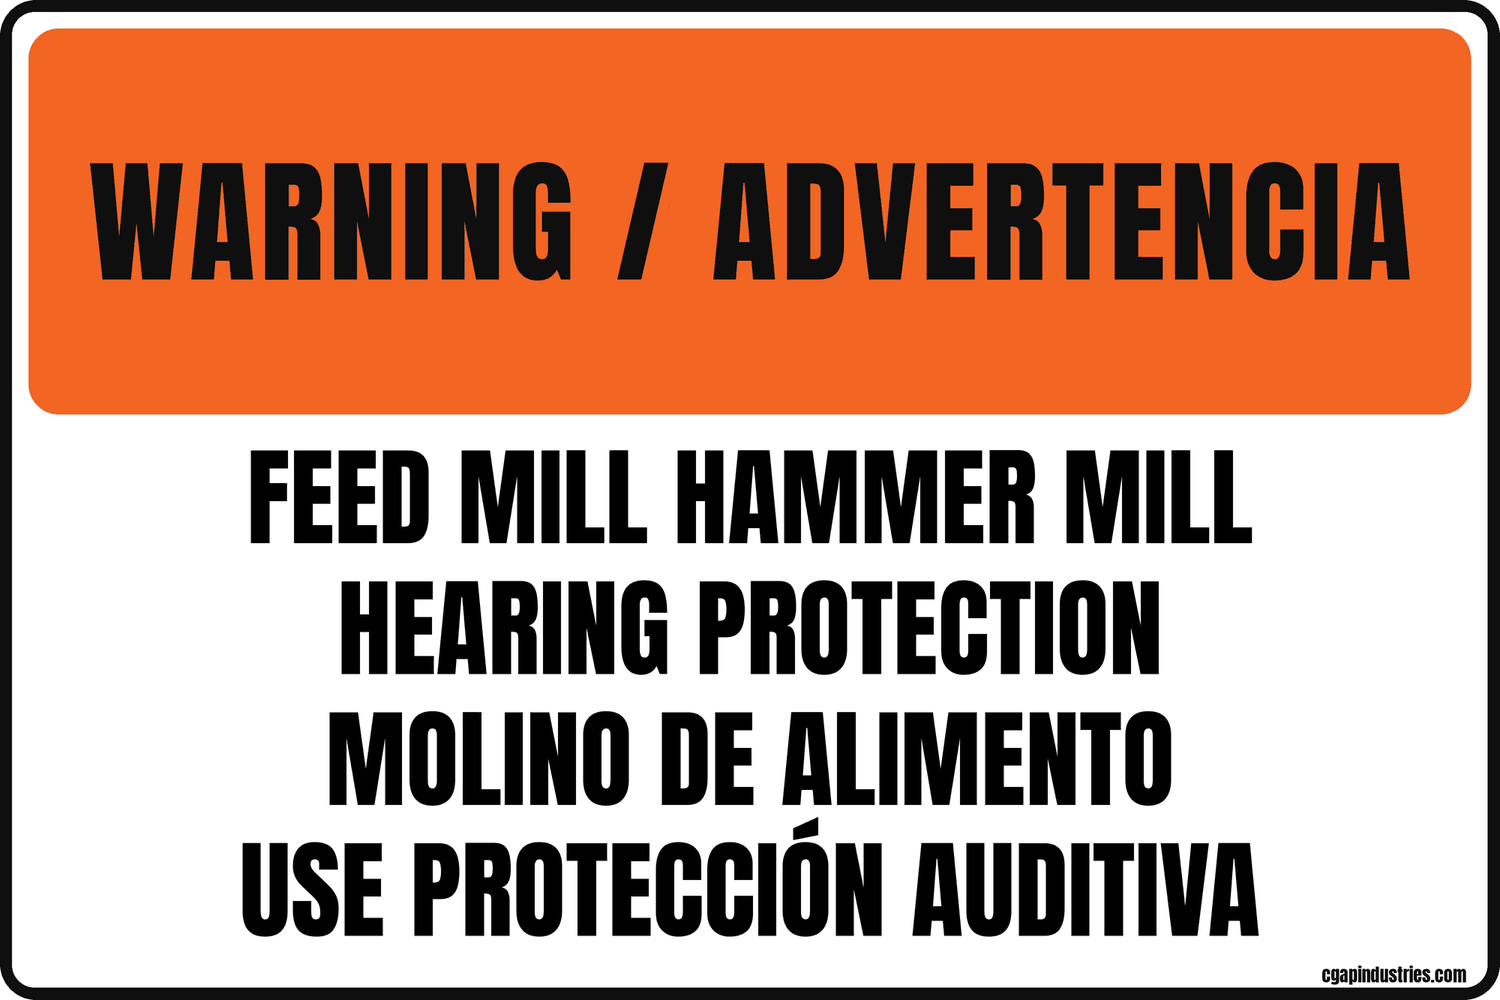 WARNING / ADVERTENCIA
FEED MILL HAMMER MILL
HEARING PROTECTION
MOLINO DE ALIMENTO
USE PROTECCIÓN AUDITIVA
cgapindustries.com